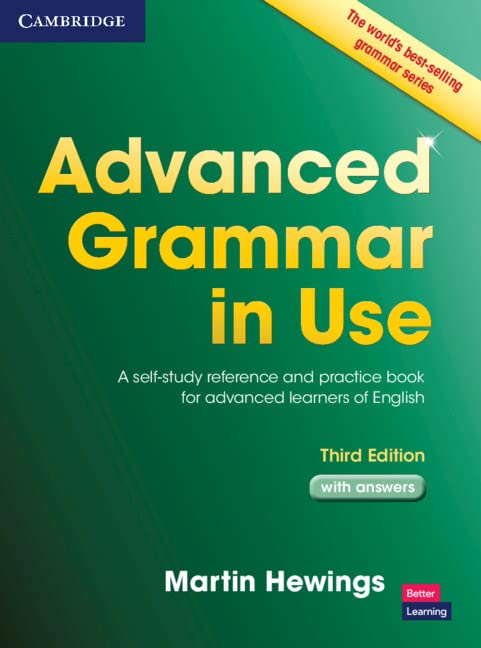 CAMBRIDGE
The world's best-selling
grammar series
Advanced
Grammar
in Use
A self-study reference and practice book
for advanced learners of English
Third Edition
with answers
Martin Hewings
Better
Learning